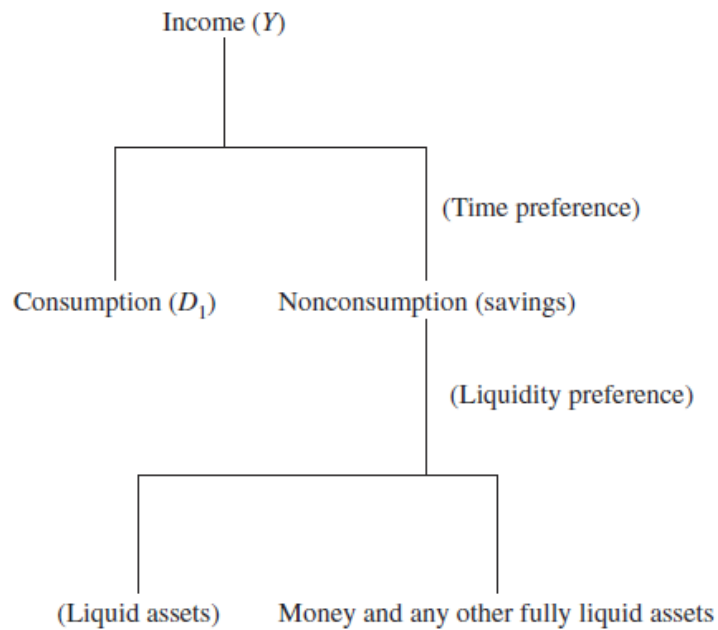 Income (Y)
(Time preference)
Consumption (D₁)
Nonconsumption (savings)
(Liquidity preference)
(Liquid assets)
Money and any other fully liquid assets